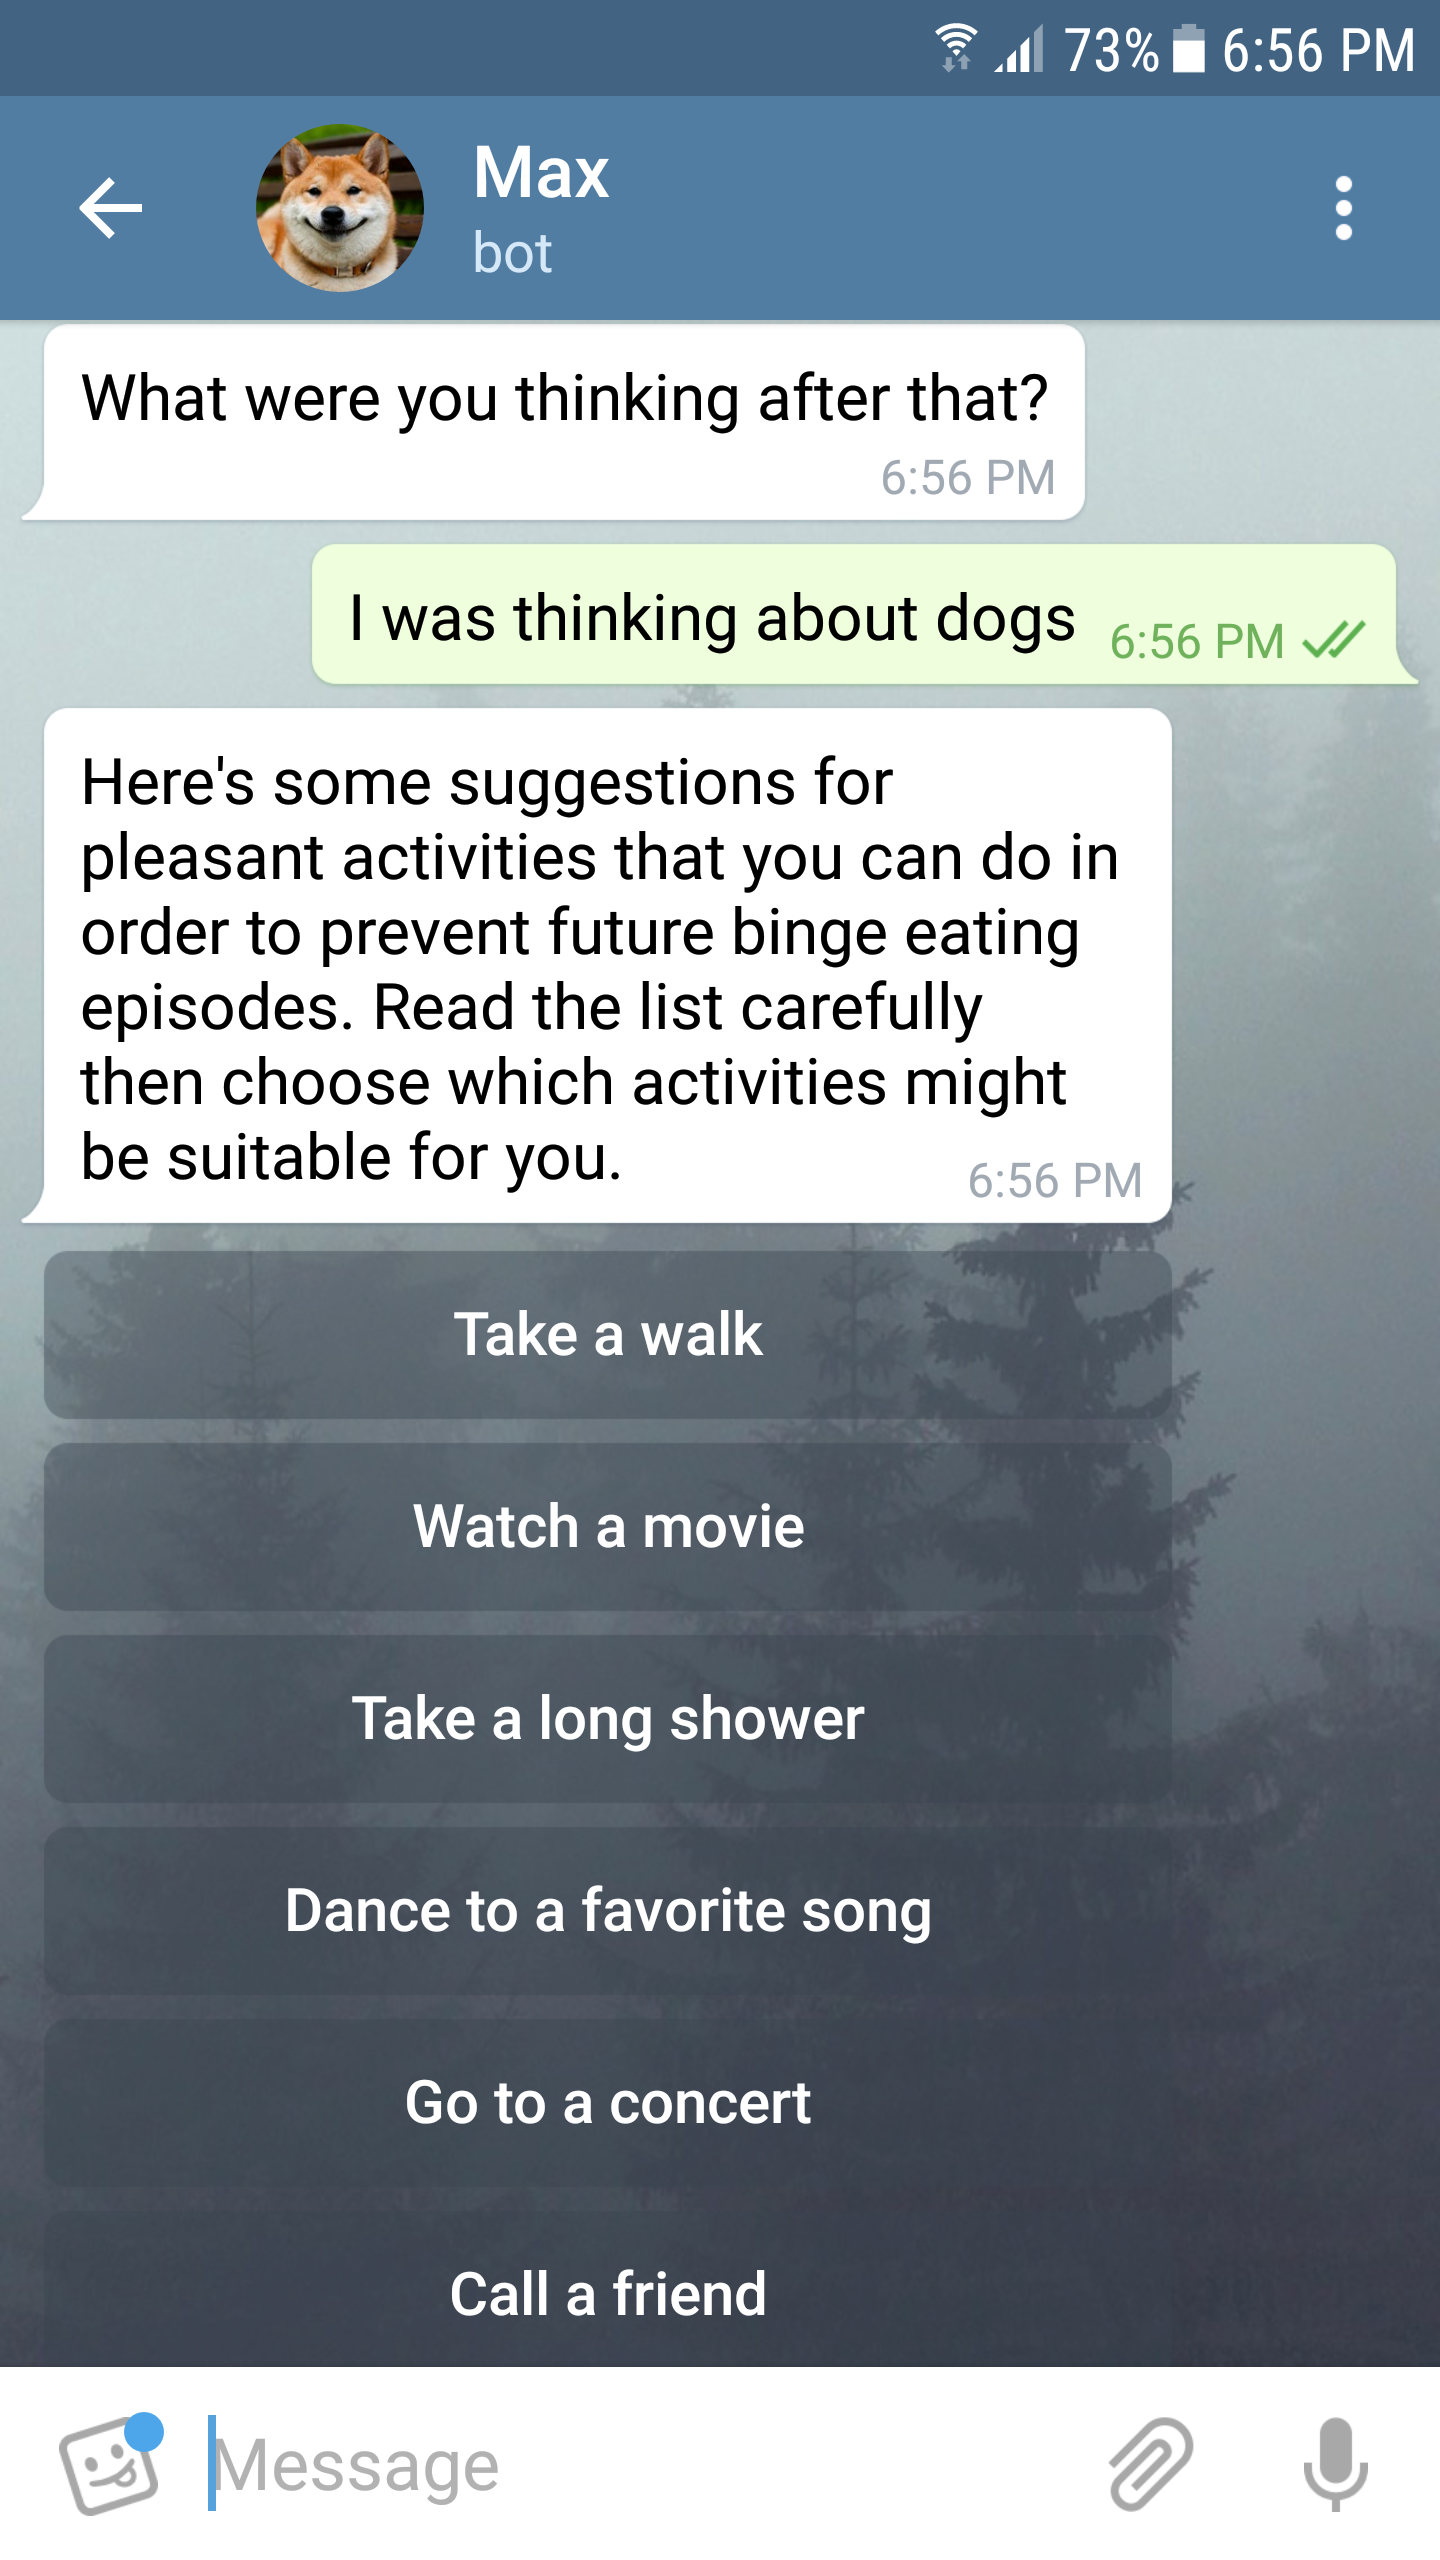 73% 6:56 PM
Max
bot
What were you thinking after that?
6:56 PM
I was thinking about dogs 6:56 PM
Here's some suggestions for
pleasant activities that you can do in
order to prevent future binge eating
episodes. Read the list carefully
then choose which activities might
be suitable for you.
6:56 PM
Take a walk
Watch a movie
Take a long shower
Dance to a favorite song
Go to a concert
Call a friend
Message